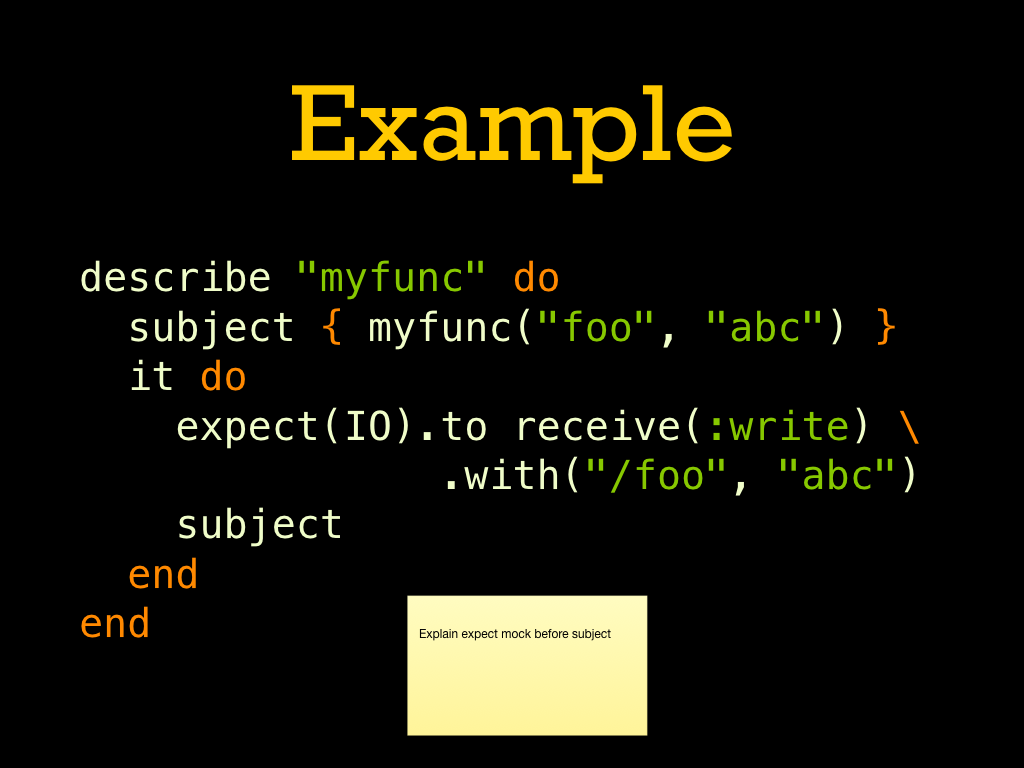 Example
describe "myfunc" do
  subject { myfunc("foo", "abc") }
  it do
    expect(IO).to receive(:write) \
               .with("/foo", "abc")
    subject
  end
end
Explain expect mock before subject